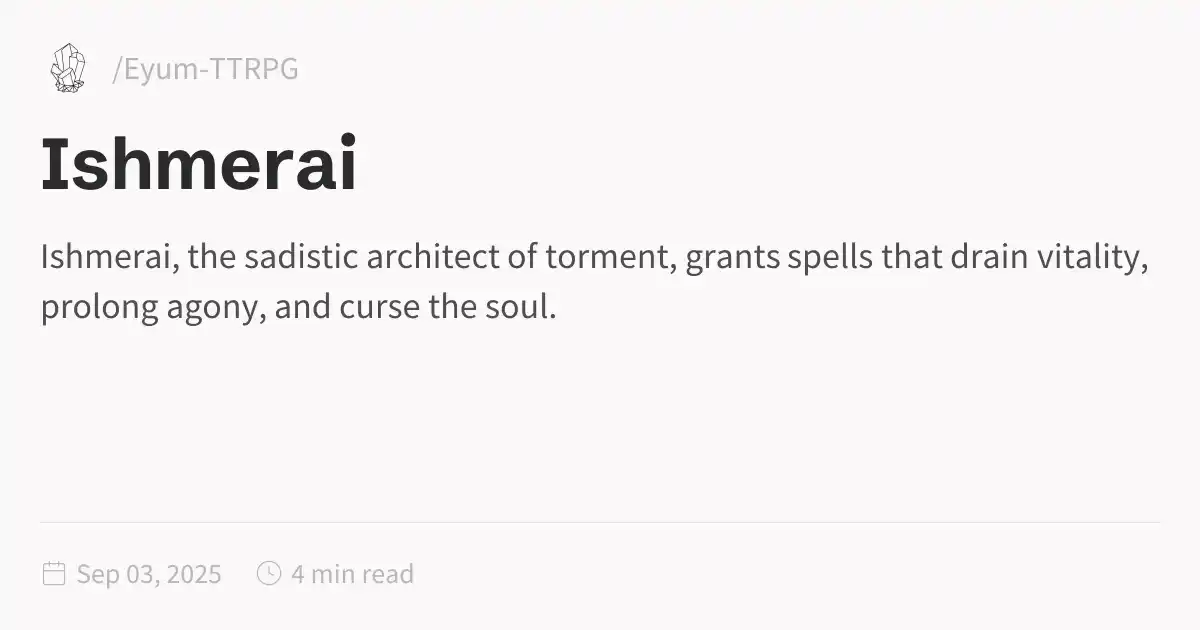 /Eyum-TTRPG
Ishmerai
Ishmerai, the sadistic architect of torment, grants spells that drain vitality,
prolong agony, and curse the soul.
Sep 03, 2025 4 min read